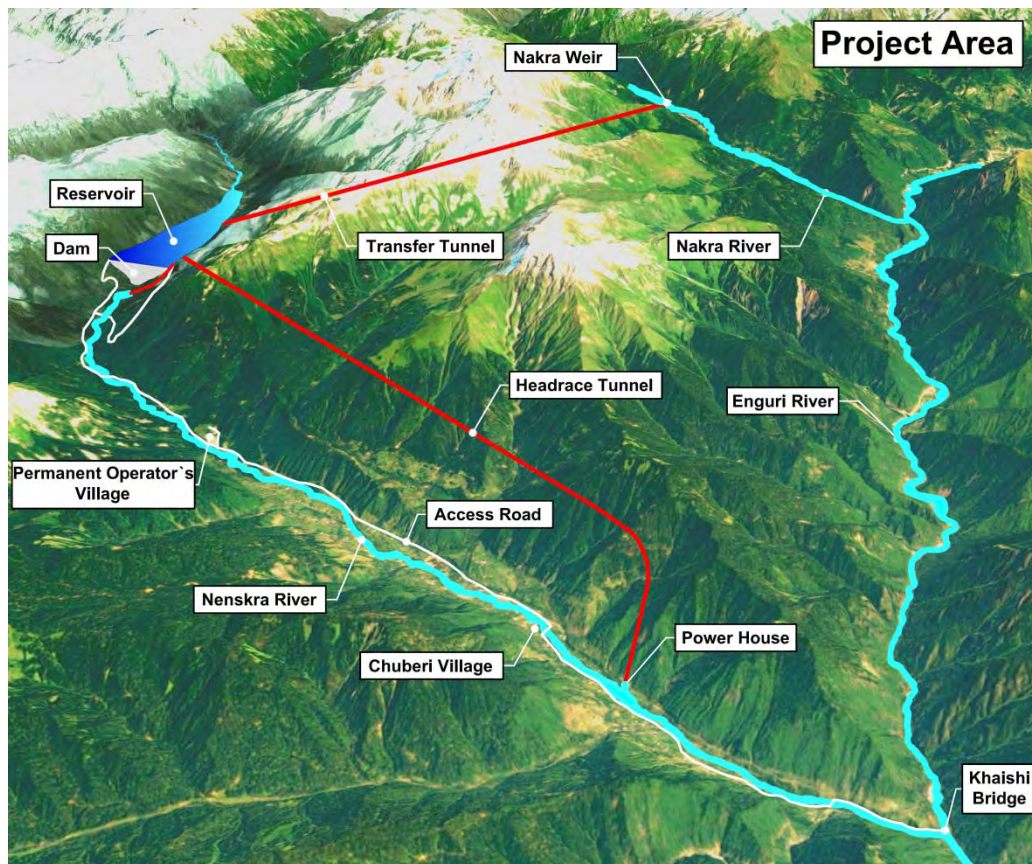 Project Area
Nakra Weir
Reservoir
Dam
Transfer Tunnel
Nakra River
Headrace Tunnel
Enguri River
Permanent Operator`s
Village
Access Road
Nenskra River
Power House
Chuberi Village
Khaishi
Bridge